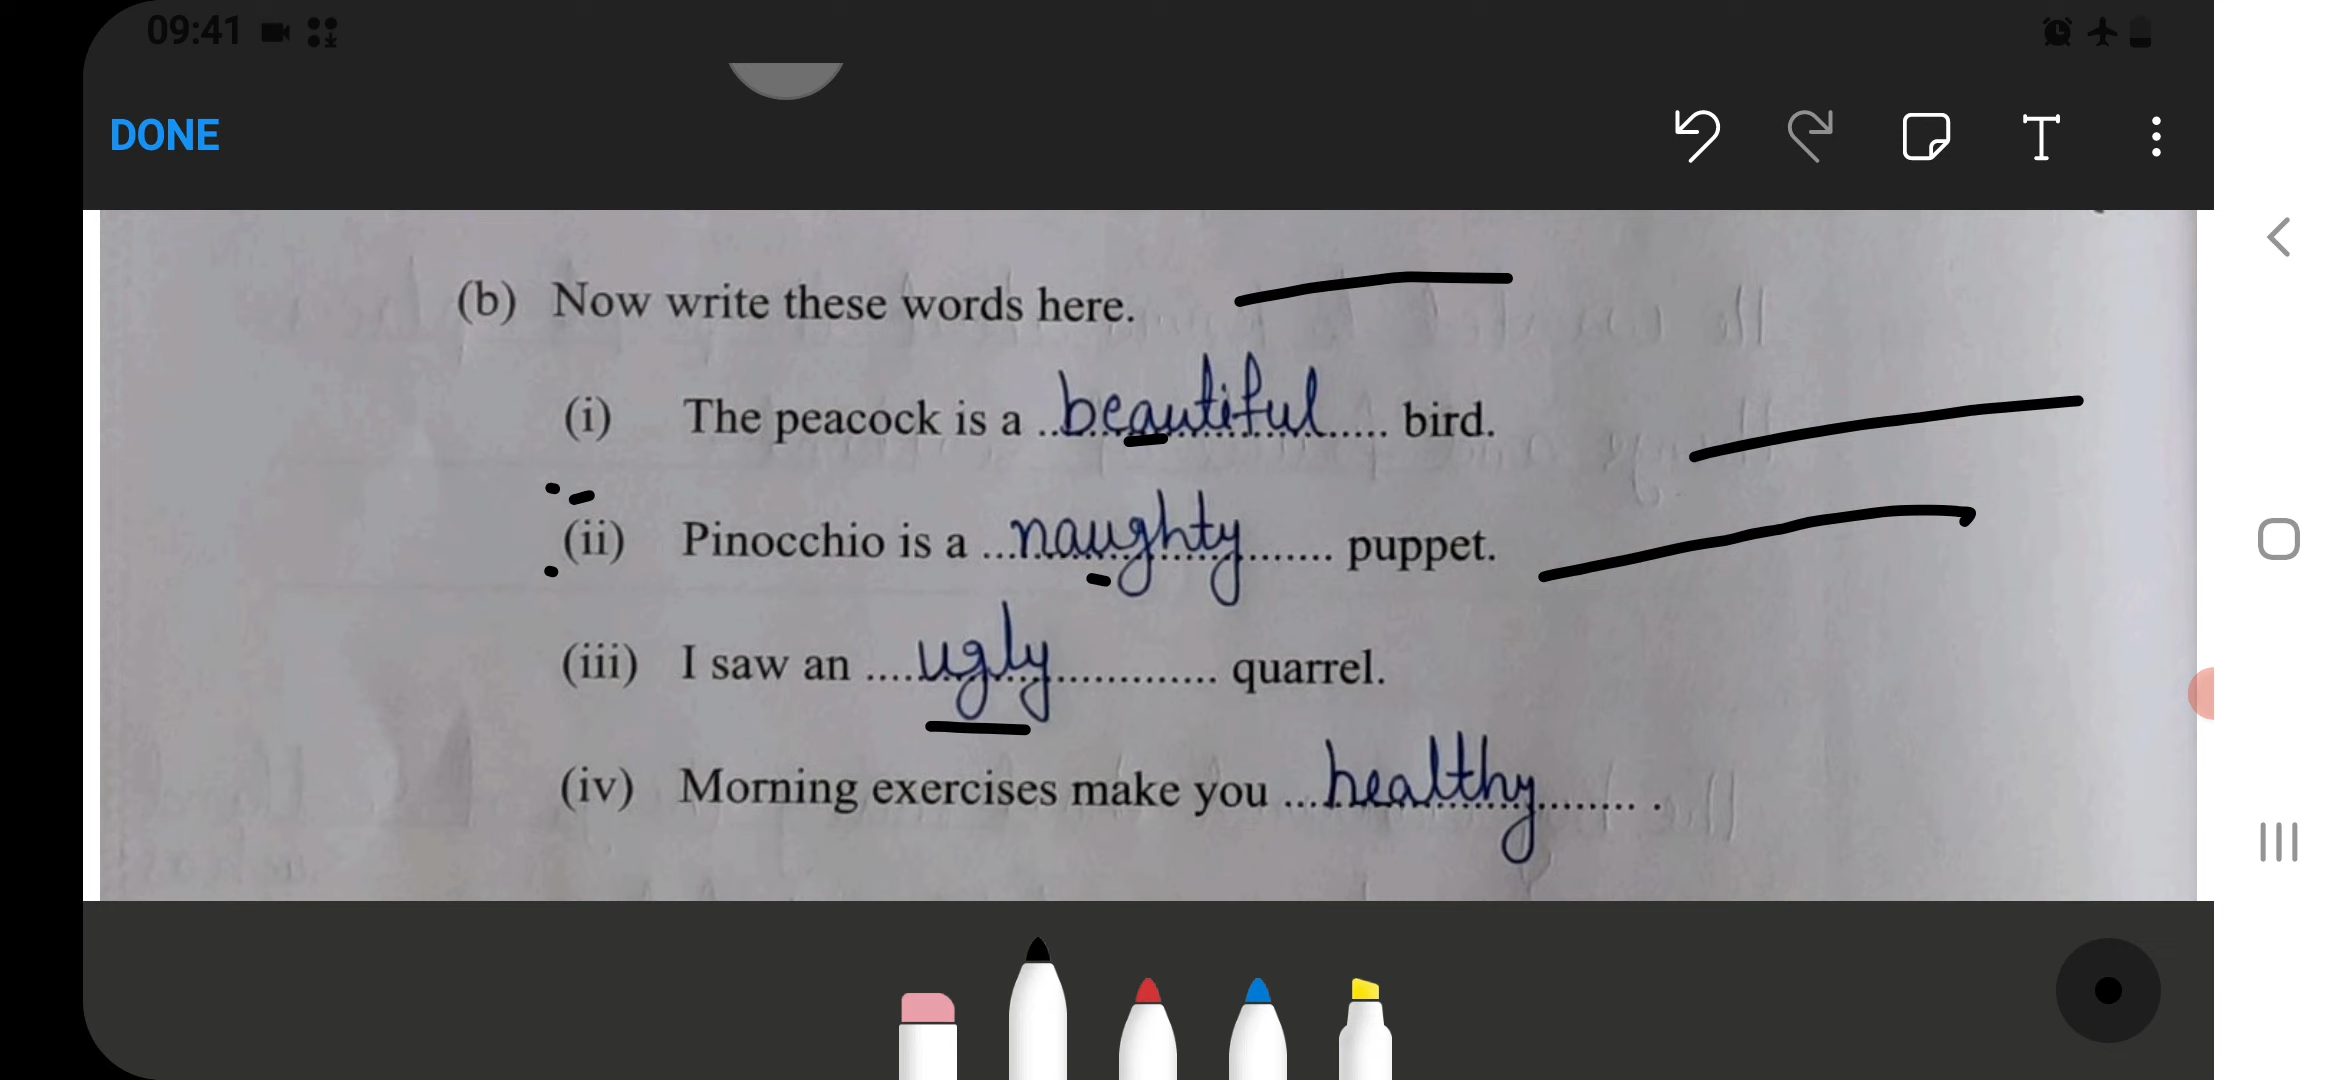 09:41
DONE
(b) Now write these words here.
(i) The peacock is a ..beautiful..... bird.
(ii) Pinocchio is a ...naughty....... puppet.
(iii) I saw an ....ugly............. quarrel.
(iv) Morning exercises make you ...healthy........ .